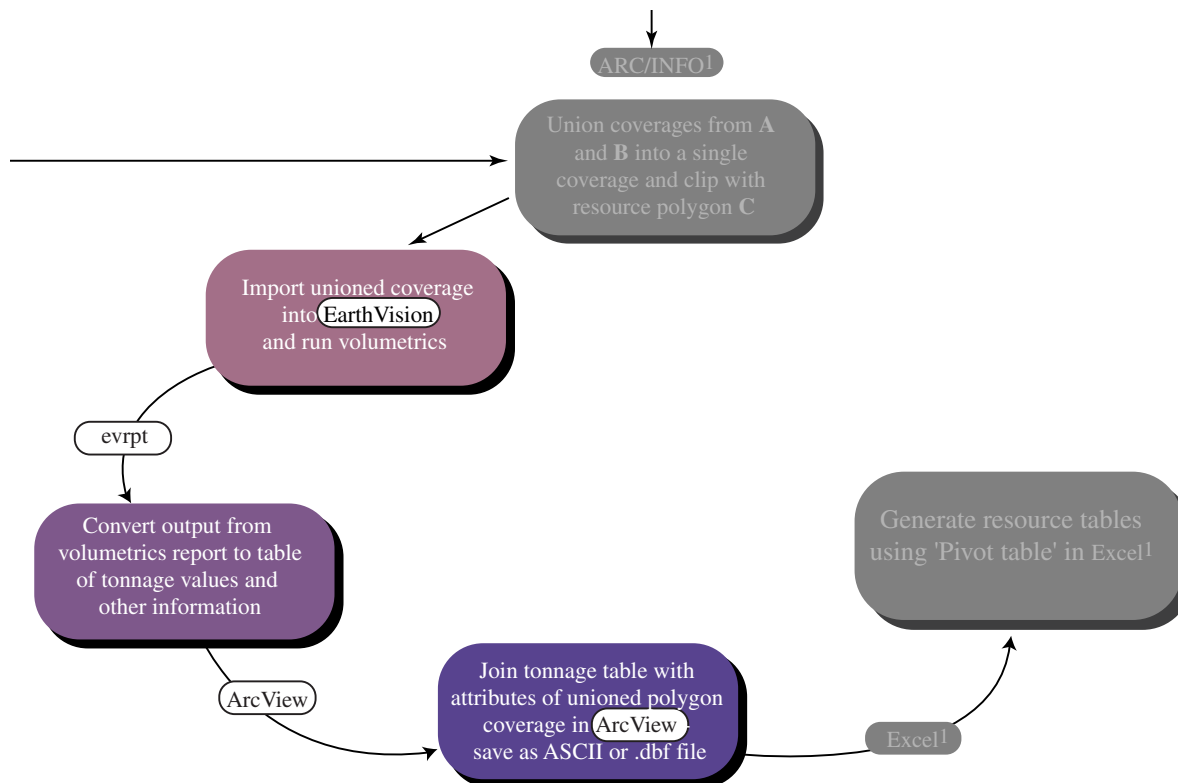 ARC/INFO1
Union coverages from A
and B into a single
coverage and clip with
resource polygon C
Import unioned coverage
into EarthVision
and run volumetrics
evrpt
Convert output from
volumetrics report to table
of tonnage values and
other information
Generate resource tables
using 'Pivot table' in Excel1
ArcView
Join tonnage table with
attributes of unioned polygon
coverage in ArcView -
save as ASCII or .dbf file
Excel1